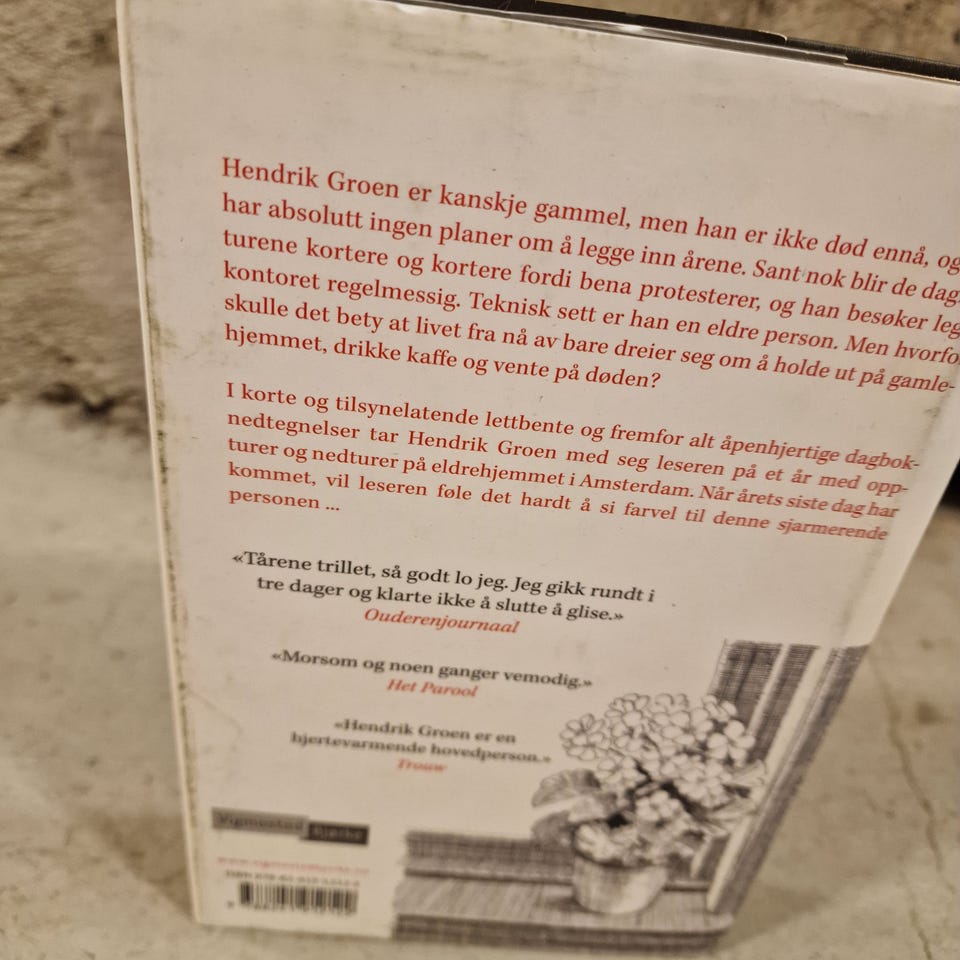 Hendrik Groen er kanskje gammel, men han er ikke død ennå, og
har absolutt ingen planer om å legge inn årene. Sant nok blir de dag
turene kortere og kortere fordi bena protesterer, og han besøker leg
kontoret regelmessig. Teknisk sett er han en eldre person. Men hvorfo
skulle det bety at livet fra nå av bare dreier seg om å holde ut på gamle-
hjemmet, drikke kaffe og vente på døden?
I korte og tilsynelatende lettbente og fremfor alt åpenhjertige dagbok-
nedtegnelser tar Hendrik Groen med seg leseren på et år med opp-
turer og nedturer på eldrehjemmet i Amsterdam. Når årets siste dag har
kommet, vil leseren føle det hardt å si farvel til denne sjarmerende
personen ...
«Tårene trillet, så godt lo jeg. Jeg gikk rundt i
tre dager og klarte ikke å slutte å glise.»
Ouderenjournaal
«Morsom og noen ganger vemodig.»
Het Parool
«Hendrik Groen er en
hjertevarmende hovedperson.»
Trouw
Vigmostad Bjørke